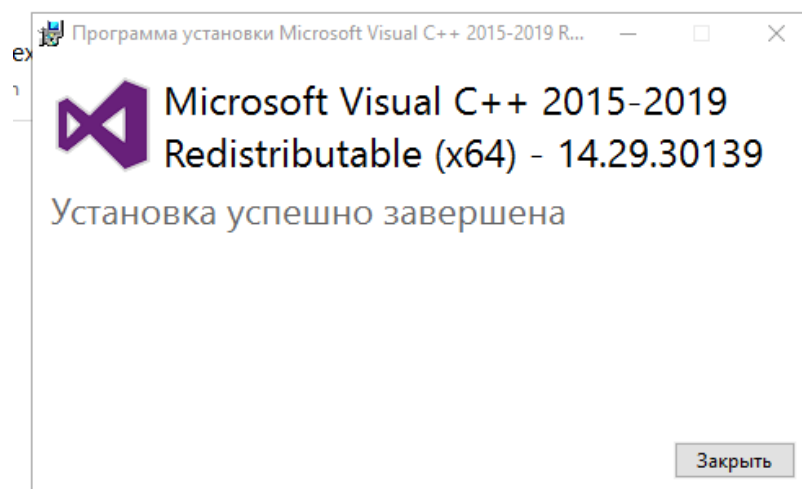 Программа установки Microsoft Visual C++ 2015-2019 R...
ex
Microsoft Visual C++ 2015-2019
Redistributable (x64) - 14.29.30139
Установка успешно завершена
Закрыть